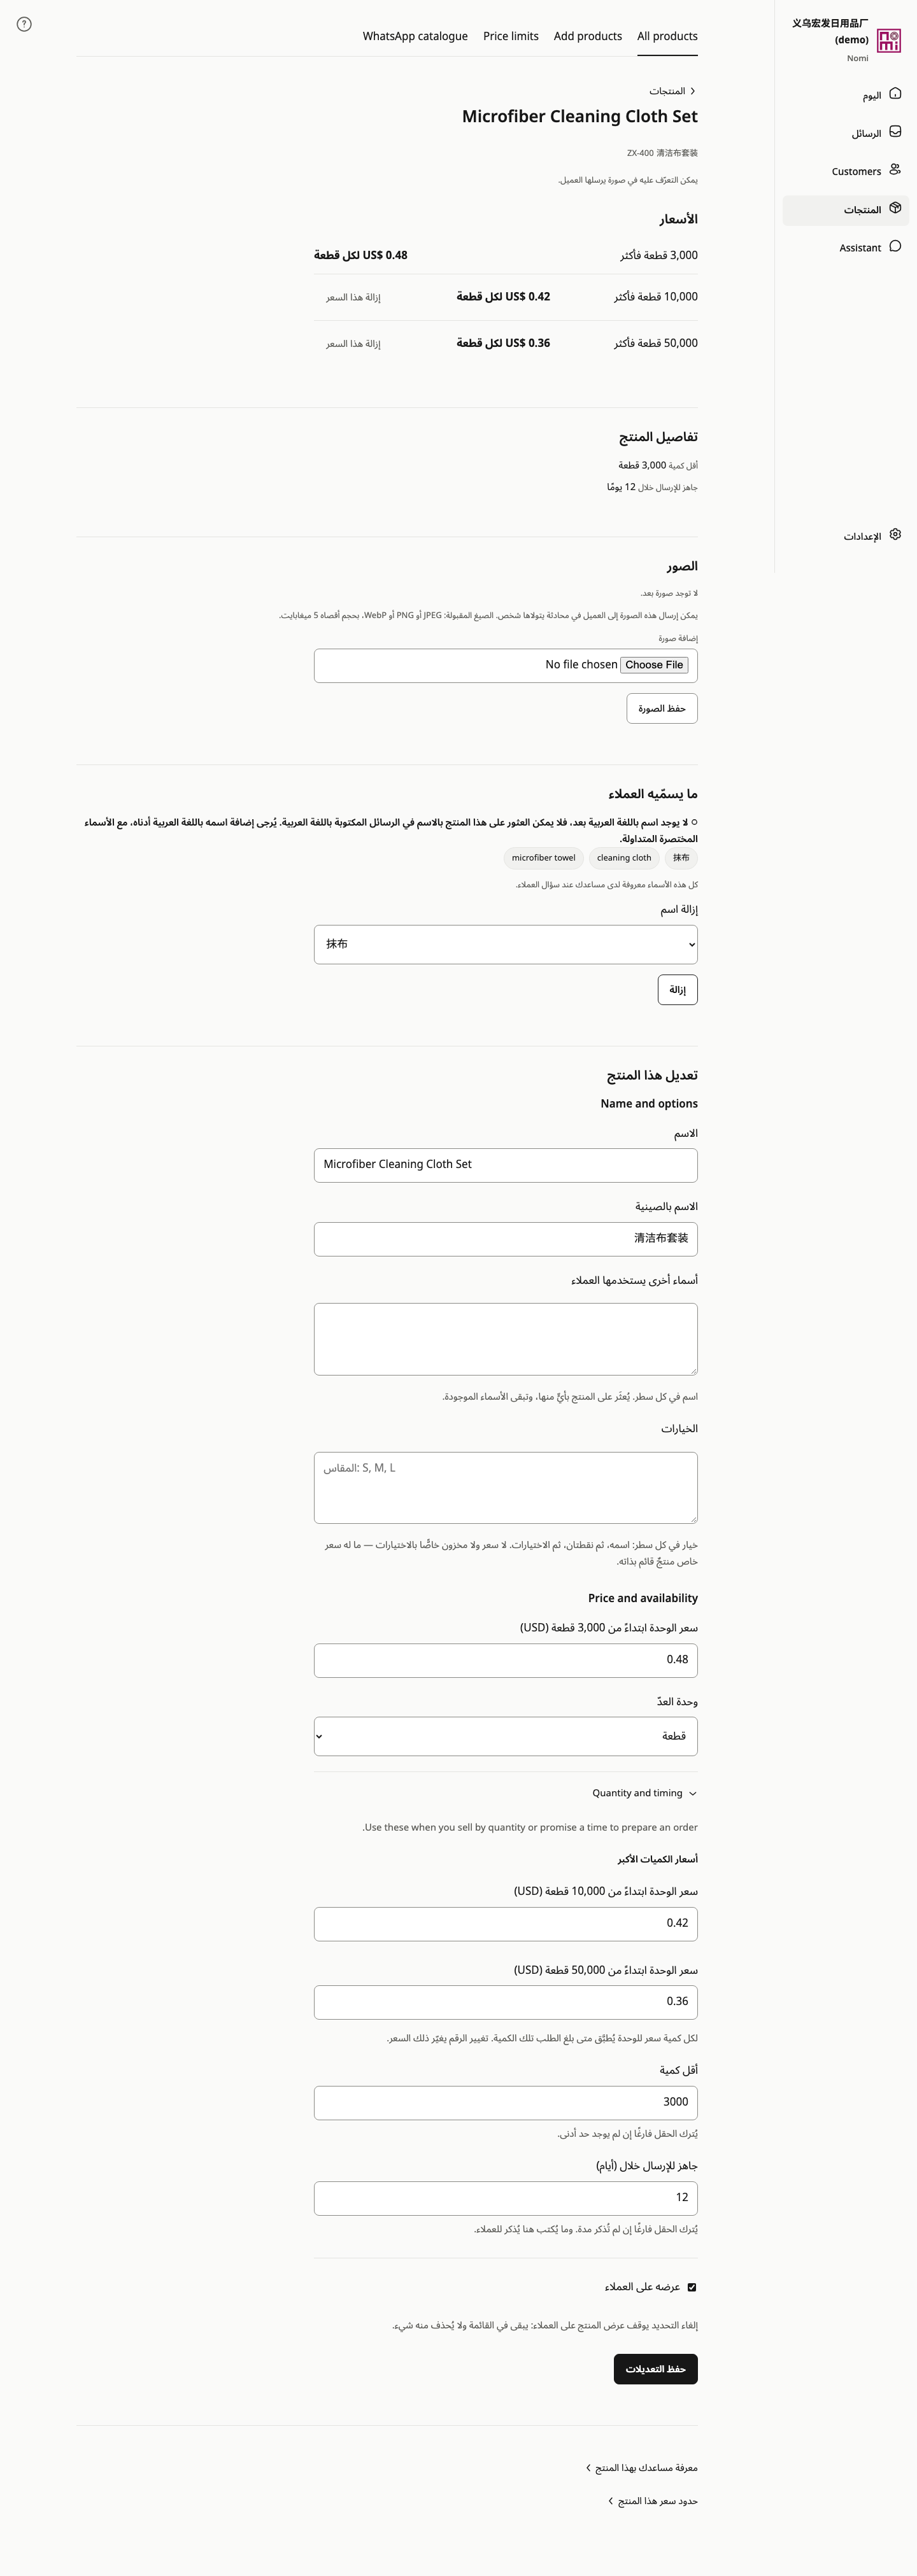 义乌宏发日用品厂
(demo)
Nomi
اليوم
الرسائل
Customers
المنتجات
Assistant
الإعدادات
All products
Add products
Price limits
WhatsApp catalogue
المنتجات
Microfiber Cleaning Cloth Set
ZX-400 清洁布套装
يمكن التعرّف عليه في صورة يرسلها العميل.
الأسعار
3,000 قطعة فأكثر
US$ 0.48 لكل قطعة
10,000 قطعة فأكثر
US$ 0.42 لكل قطعة
إزالة هذا السعر
50,000 قطعة فأكثر
US$ 0.36 لكل قطعة
إزالة هذا السعر
تفاصيل المنتج
أقل كمية 3,000 قطعة
جاهز للإرسال خلال 12 يومًا
الصور
لا توجد صورة بعد.
يمكن إرسال هذه الصورة إلى العميل في محادثة يتولاها شخص. الصيغ المقبولة: JPEG أو PNG أو WebP، بحجم أقصاه 5 ميغابايت.
إضافة صورة
Choose File No file chosen
حفظ الصورة
ما يسمّيه العملاء
لا يوجد اسم باللغة العربية بعد، فلا يمكن العثور على هذا المنتج بالاسم في الرسائل المكتوبة باللغة العربية. يُرجى إضافة اسمه باللغة العربية أدناه، مع الأسماء
المختصرة المتداولة.
抹布
cleaning cloth
microfiber towel
كل هذه الأسماء معروفة لدى مساعدك عند سؤال العملاء.
إزالة اسم
抹布
إزالة
تعديل هذا المنتج
Name and options
الاسم
Microfiber Cleaning Cloth Set
الاسم بالصينية
清洁布套装
أسماء أخرى يستخدمها العملاء
اسم في كل سطر. يُعثَر على المنتج بأيٍّ منها، وتبقى الأسماء الموجودة.
الخيارات
المقاس: S, M, L
خيار في كل سطر: اسمه، ثم نقطتان، ثم الاختيارات. لا سعر ولا مخزون خاصًّا بالاختيارات — ما له سعر
خاص منتجٌ قائم بذاته.
Price and availability
سعر الوحدة ابتداءً من 3,000 قطعة (USD)
0.48
وحدة العدّ
قطعة
Quantity and timing
Use these when you sell by quantity or promise a time to prepare an order.
أسعار الكميات الأكبر
سعر الوحدة ابتداءً من 10,000 قطعة (USD)
0.42
سعر الوحدة ابتداءً من 50,000 قطعة (USD)
0.36
لكل كمية سعر للوحدة يُطبَّق متى بلغ الطلب تلك الكمية. تغيير الرقم يغيّر ذلك السعر.
أقل كمية
3000
يُترك الحقل فارغًا إن لم يوجد حد أدنى.
جاهز للإرسال خلال (أيام)
12
يُترك الحقل فارغًا إن لم تُذكر مدة. وما يُكتب هنا يُذكر للعملاء.
عرضه على العملاء
إلغاء التحديد يوقف عرض المنتج على العملاء: يبقى في القائمة ولا يُحذف منه شيء.
حفظ التعديلات
معرفة مساعدك بهذا المنتج
حدود سعر هذا المنتج